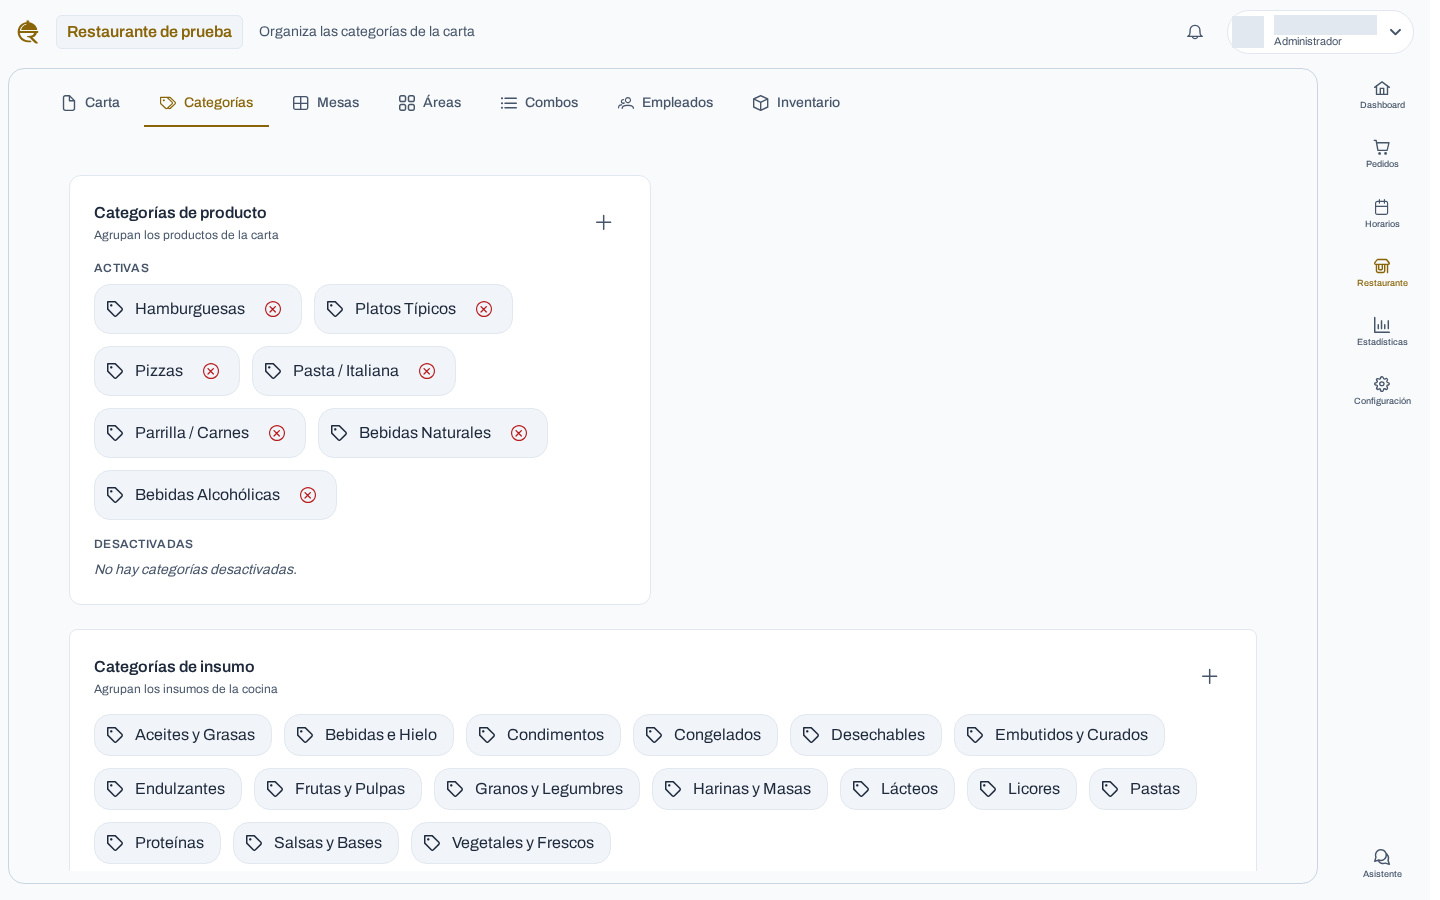 Restaurante de prueba
Organiza las categorías de la carta
Administrador
Carta
Categorías
Mesas
Áreas
Combos
Empleados
Inventario
Dashboard
Pedidos
Horarios
Restaurante
Estadísticas
Configuración
Asistente
Categorías de producto
Agrupan los productos de la carta
ACTIVAS
Hamburguesas
Platos Típicos
Pizzas
Pasta / Italiana
Parrilla / Carnes
Bebidas Naturales
Bebidas Alcohólicas
DESACTIVADAS
No hay categorías desactivadas.
Categorías de insumo
Agrupan los insumos de la cocina
Aceites y Grasas
Bebidas e Hielo
Condimentos
Congelados
Desechables
Embutidos y Curados
Endulzantes
Frutas y Pulpas
Granos y Legumbres
Harinas y Masas
Lácteos
Licores
Pastas
Proteínas
Salsas y Bases
Vegetales y Frescos